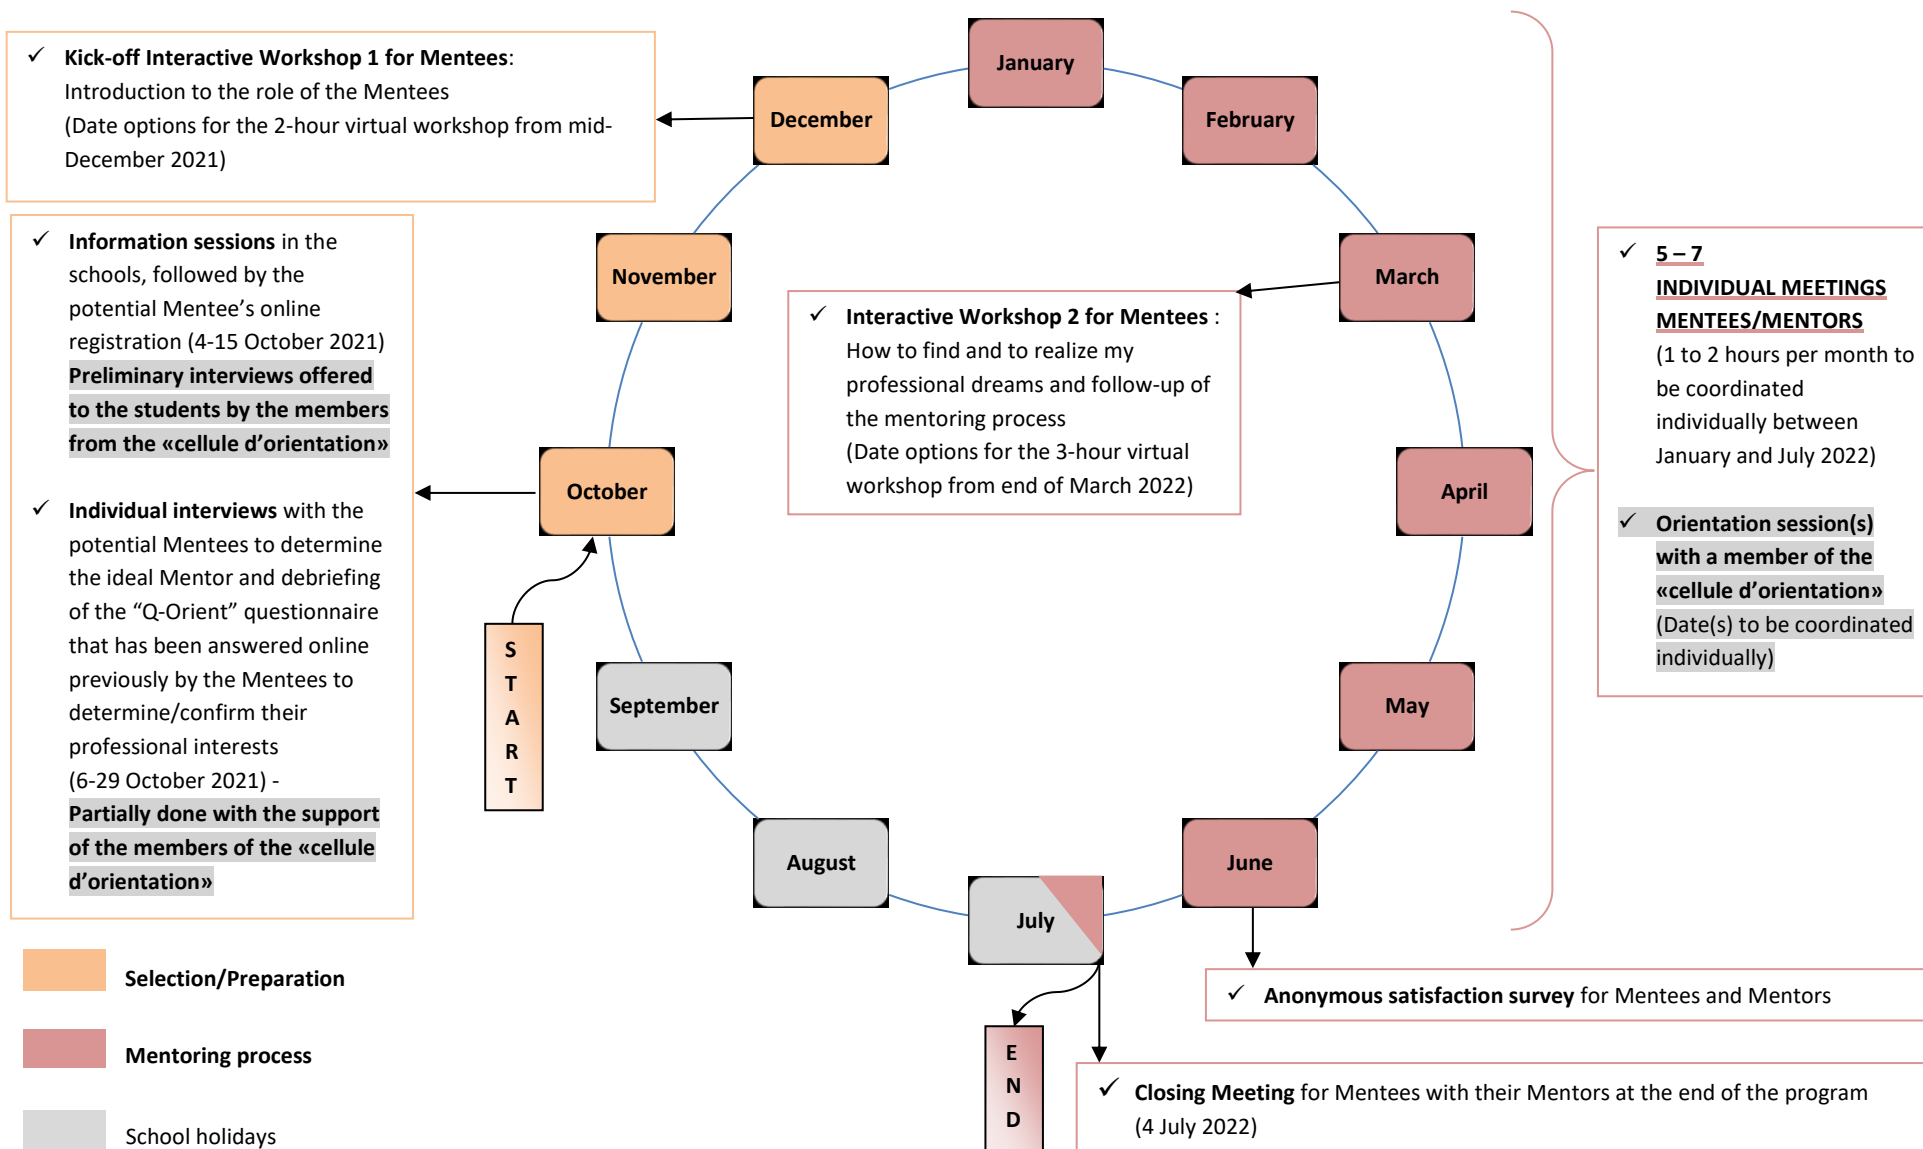 ✓ Kick-off Interactive Workshop 1 for Mentees:
Introduction to the role of the Mentees
(Date options for the 2-hour virtual workshop from mid-
December 2021)
✓ Information sessions in the
schools, followed by the
potential Mentee’s online
registration (4-15 October 2021)
Preliminary interviews offered
to the students by the members
from the «cellule d’orientation»
✓ Individual interviews with the
potential Mentees to determine
the ideal Mentor and debriefing
of the “Q-Orient” questionnaire
that has been answered online
previously by the Mentees to
determine/confirm their
professional interests
(6-29 October 2021) -
Partially done with the support
of the members of the «cellule
d’orientation»
January
February
March
April
May
June
July
August
September
October
November
December
✓ Interactive Workshop 2 for Mentees :
How to find and to realize my
professional dreams and follow-up of
the mentoring process
(Date options for the 3-hour virtual
workshop from end of March 2022)
✓ 5 – 7
INDIVIDUAL MEETINGS
MENTEES/MENTORS
(1 to 2 hours per month to
be coordinated
individually between
January and July 2022)
✓ Orientation session(s)
with a member of the
«cellule d’orientation»
(Date(s) to be coordinated
individually)
S
T
A
R
T
E
N
D
✓ Anonymous satisfaction survey for Mentees and Mentors
✓ Closing Meeting for Mentees with their Mentors at the end of the program
(4 July 2022)
Selection/Preparation
Mentoring process
School holidays